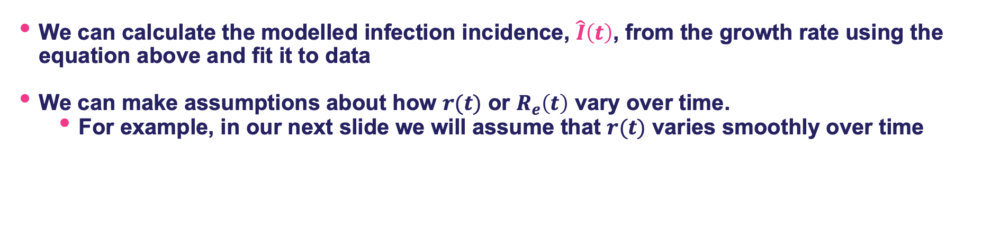 • We can calculate the modelled infection incidence, Î(t), from the growth rate using the
equation above and fit it to data
• We can make assumptions about how r(t) or Rₑ(t) vary over time.
• For example, in our next slide we will assume that r(t) varies smoothly over time